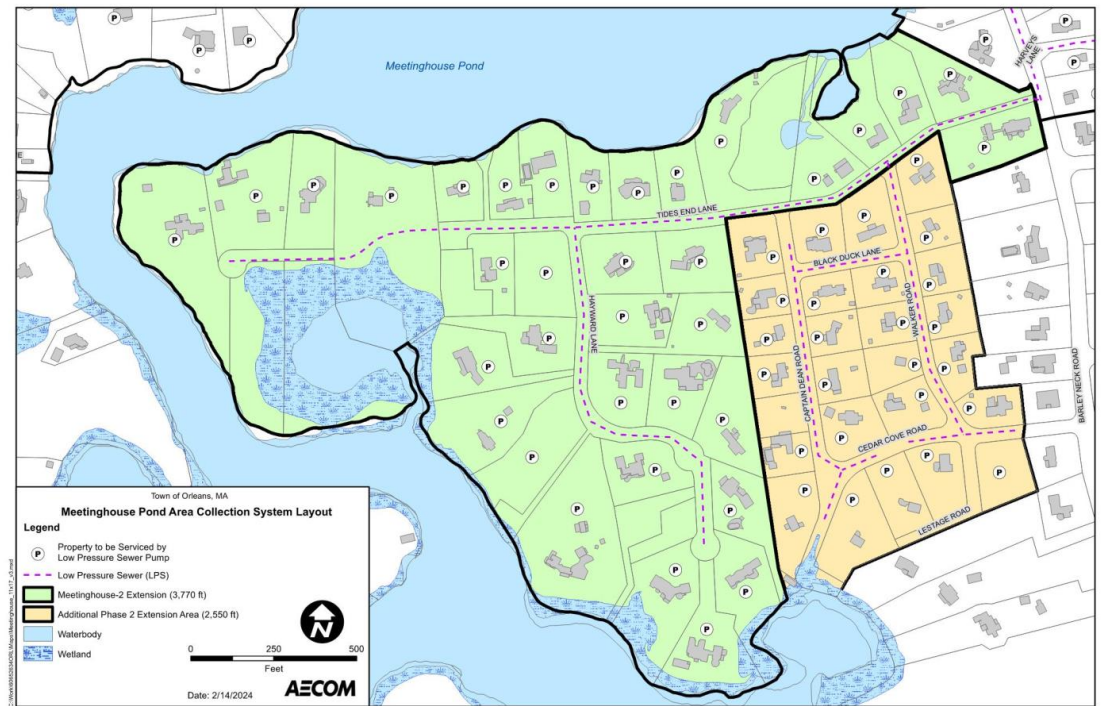 Meetinghouse Pond
HARVEYS
LANE
TIDES END LANE
BLACK DUCK LANE
HAYWARD LANE
WALKER ROAD
CAPTAIN DEAN ROAD
BARLEY NECK ROAD
CEDAR COVE ROAD
LESTAGE ROAD
Town of Orleans, MA
Meetinghouse Pond Area Collection System Layout
Legend
P
Property to be Serviced by
Low Pressure Sewer Pump
Low Pressure Sewer (LPS)
Meetinghouse-2 Extension (3,770 ft)
Additional Phase 2 Extension Area (2,550 ft)
Waterbody
Wetland
N
0 250 500
Feet
Date: 2/14/2024
AECOM